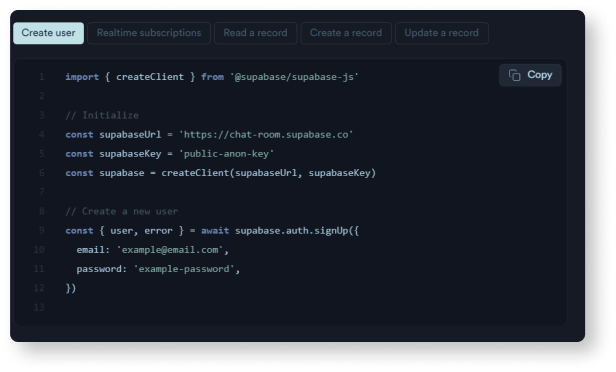 Create user Realtime subscriptions Read a record Create a record Update a record
Copy
1 import { createClient } from '@supabase/supabase-js'
2
3 // Initialize
4 const supabaseUrl = 'https://chat-room.supabase.co'
5 const supabaseKey = 'public-anon-key'
6 const supabase = createClient(supabaseUrl, supabaseKey)
7
8 // Create a new user
9 const { user, error } = await supabase.auth.signUp({
10   email: 'example@email.com',
11   password: 'example-password',
12 })
13